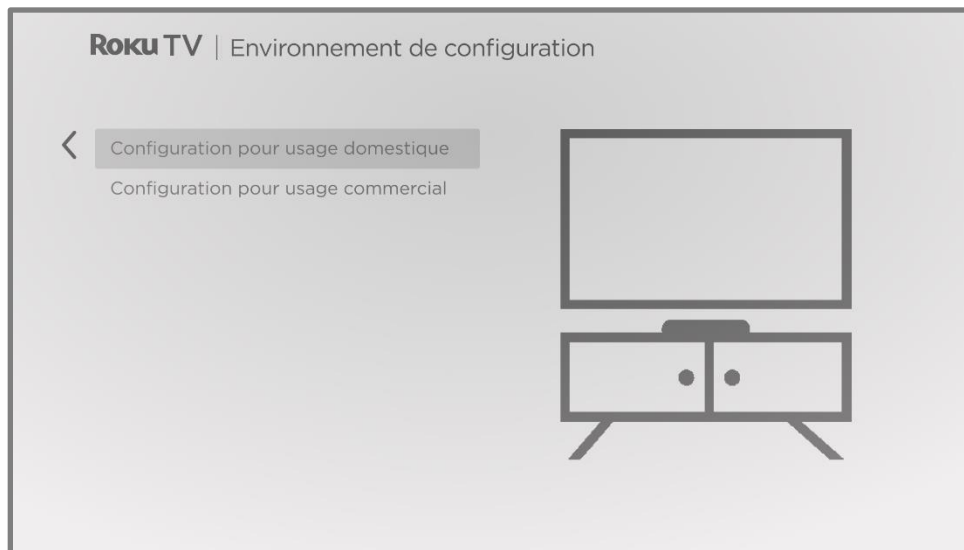 Roku TV | Environnement de configuration
Configuration pour usage domestique
Configuration pour usage commercial